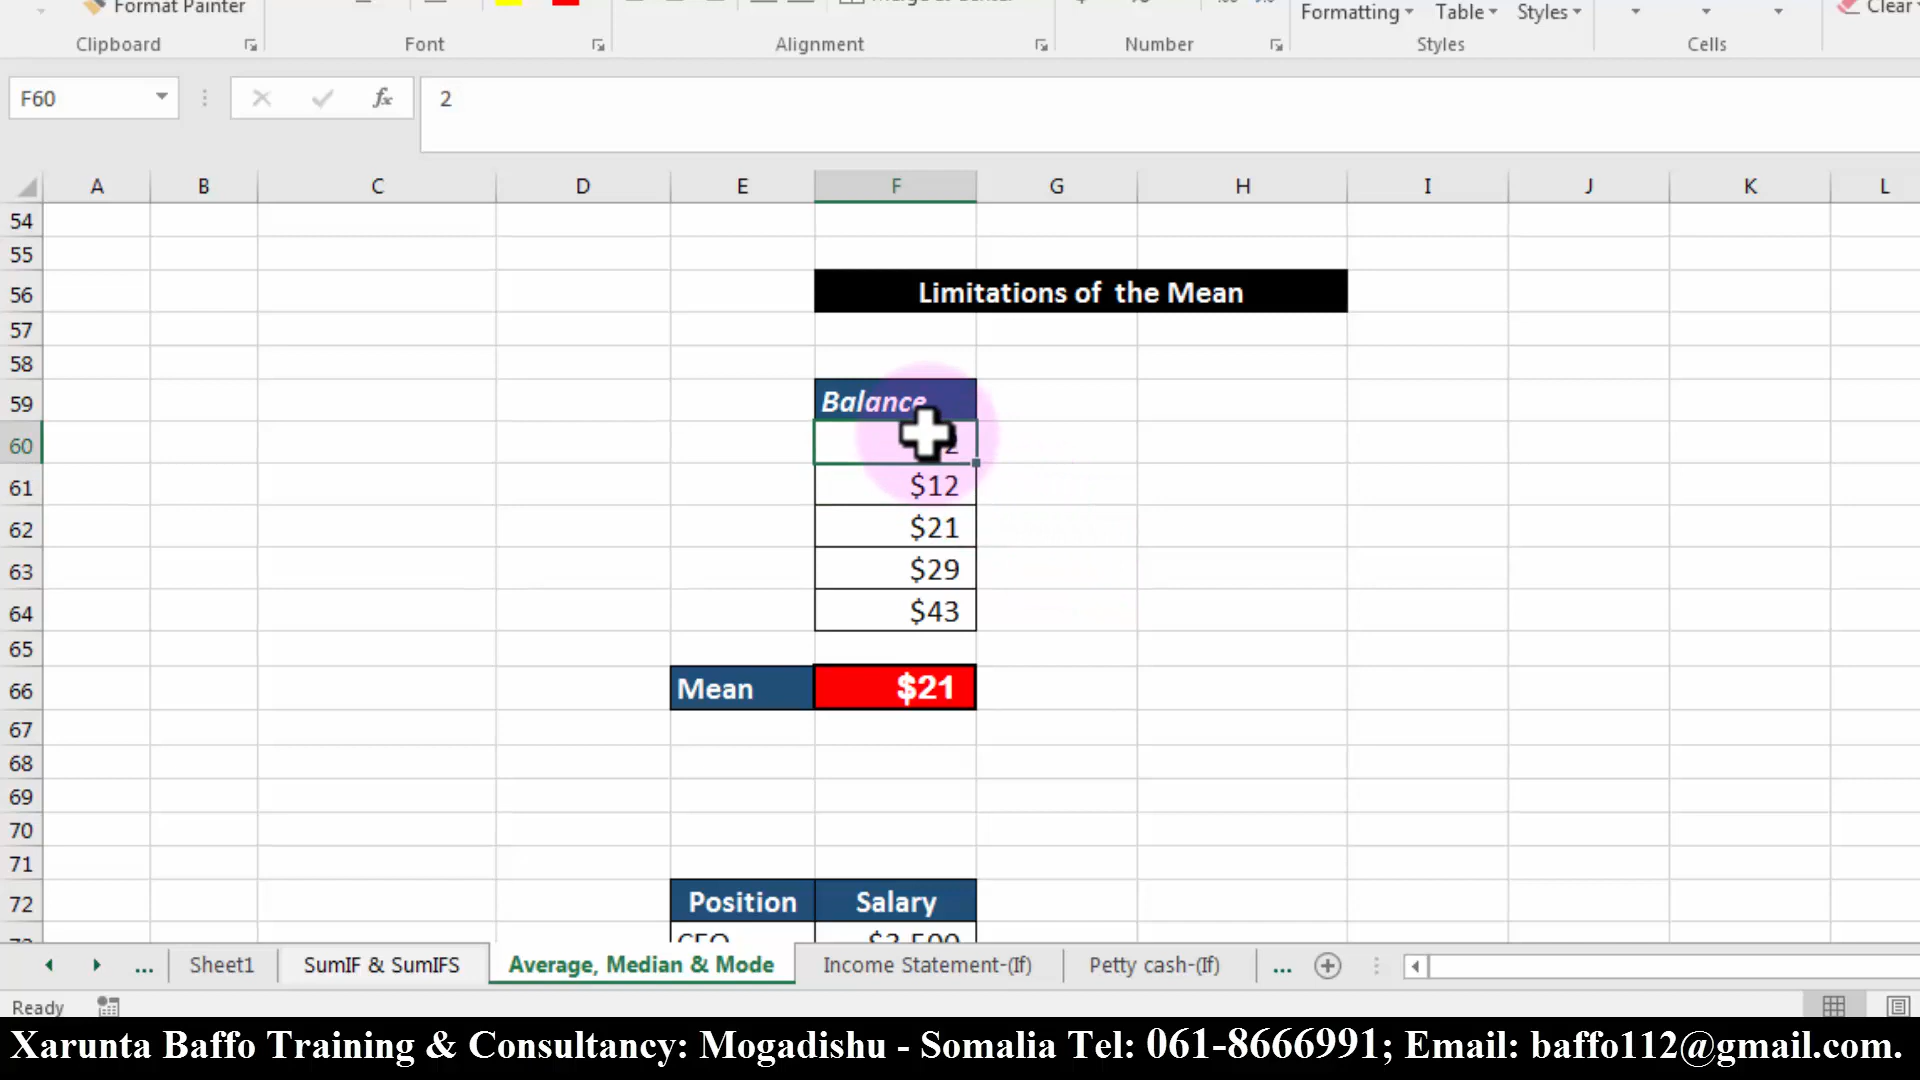 Format Painter
Clipboard
Font
Alignment
Number
Formatting
Table
Styles
Styles
Cells
Clear
F60
fx
2
A B C D E F G H I J K L
54
55
56 Limitations of the Mean
57
58
59 Balance
60
61 $12
62 $21
63 $29
64 $43
65
66 Mean $21
67
68
69
70
71
72 Position Salary
... Sheet1 SumIF & SumIFS Average, Median & Mode Income Statement-(If) Petty cash-(If) ...
Ready
Xarunta Baffo Training & Consultancy: Mogadishu - Somalia Tel: 061-8666991; Email: baffo112@gmail.com.